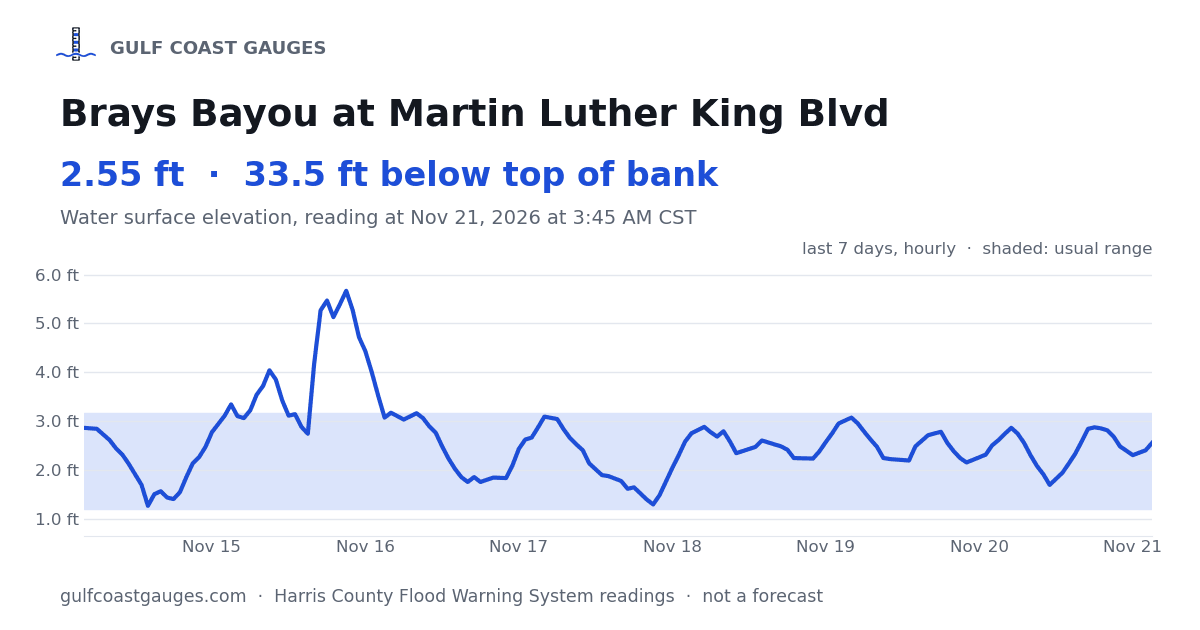 GULF COAST GAUGES
Brays Bayou at Martin Luther King Blvd
2.55 ft · 33.5 ft below top of bank
Water surface elevation, reading at Nov 21, 2026 at 3:45 AM CST
last 7 days, hourly · shaded: usual range
6.0 ft
5.0 ft
4.0 ft
3.0 ft
2.0 ft
1.0 ft
Nov 15 Nov 16 Nov 17 Nov 18 Nov 19 Nov 20 Nov 21
gulfcoastgauges.com · Harris County Flood Warning System readings · not a forecast